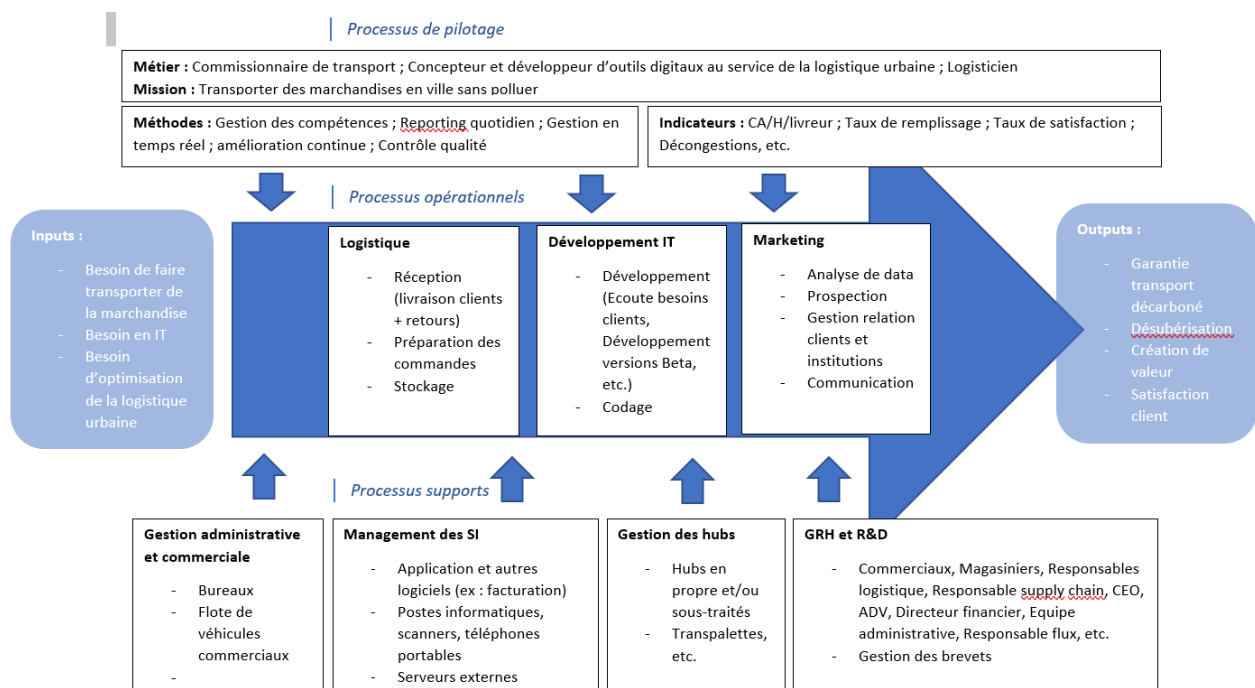 Processus de pilotage
Métier : Commissionnaire de transport ; Concepteur et développeur d'outils digitaux au service de la logistique urbaine ; Logisticien
Mission : Transporter des marchandises en ville sans polluer
Méthodes : Gestion des compétences ; Reporting quotidien ; Gestion en
temps réel ; amélioration continue ; Contrôle qualité
Indicateurs : CA/H/livreur ; Taux de remplissage ; Taux de satisfaction ;
Décongestions, etc.
Processus opérationnels
Inputs :
- Besoin de faire
transporter de
la marchandise
- Besoin en IT
- Besoin
d'optimisation
de la logistique
urbaine
Logistique
- Réception
(livraison clients
+ retours)
- Préparation des
commandes
- Stockage
Développement IT
- Développement
(Ecoute besoins
clients,
Développement
versions Beta,
etc.)
- Codage
Marketing
- Analyse de data
- Prospection
- Gestion relation
clients et
institutions
- Communication
Outputs :
- Garantie
transport
décarboné
- Désubérisation
- Création de
valeur
- Satisfaction
client
Processus supports
Gestion administrative
et commerciale
- Bureaux
- Flote de
véhicules
commerciaux
-
Management des SI
- Application et autres
logiciels (ex : facturation)
- Postes informatiques,
scanners, téléphones
portables
- Serveurs externes
Gestion des hubs
- Hubs en
propre et/ou
sous-traités
- Transpalettes,
etc.
GRH et R&D
- Commerciaux, Magasiniers, Responsables
logistique, Responsable supply chain, CEO,
ADV, Directeur financier, Equipe
administrative, Responsable flux, etc.
- Gestion des brevets